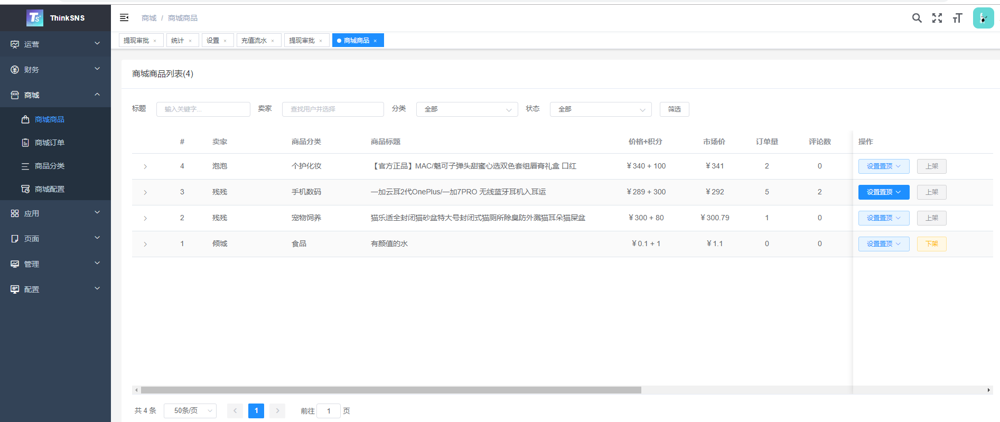 ThinkSNS
商城 / 商城商品
提现审批 × 统计 × 设置 × 充值流水 × 提现审批 × 商城商品 ×
运营
财务
商城
商城商品
商城订单
商品分类
商城配置
应用
页面
管理
配置
商城商品列表(4)
标题 输入关键字... 卖家 查找用户并选择 分类 全部 状态 全部 筛选
# 卖家 商品分类 商品标题 价格+积分 市场价 订单量 评论数 操作
4 泡泡 个护化妆 【官方正品】MAC/魅可子弹头甜蜜心选双色套组唇膏礼盒 口红 ¥340 + 100 ¥341 2 0 设置置顶 上架
3 残残 手机数码 一加云耳2代OnePlus/一加7PRO 无线蓝牙耳机入耳运 ¥289 + 300 ¥292 5 2 设置置顶 上架
2 残残 宠物饲养 猫乐适全封闭猫砂盆特大号封闭式猫厕所除臭防外溅猫耳朵猫屎盆 ¥300 + 80 ¥300.79 1 0 设置置顶 上架
1 倾城 食品 有颜值的水 ¥0.1 + 1 ¥1.1 0 0 设置置顶 下架
共 4 条 50条/页 1 前往 1 页